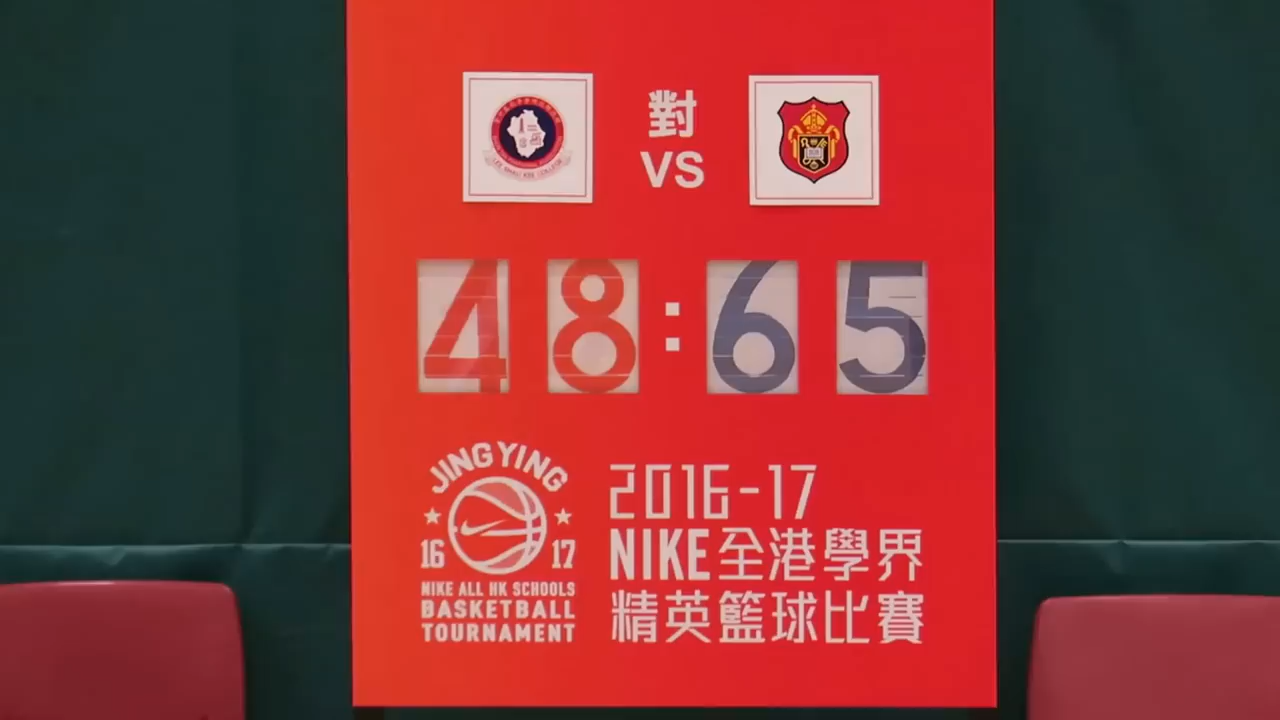 對
VS
48:65
JING YING
16 17
NIKE ALL HK SCHOOLS
BASKETBALL
TOURNAMENT
2016-17
NIKE全港學界
精英籃球比賽